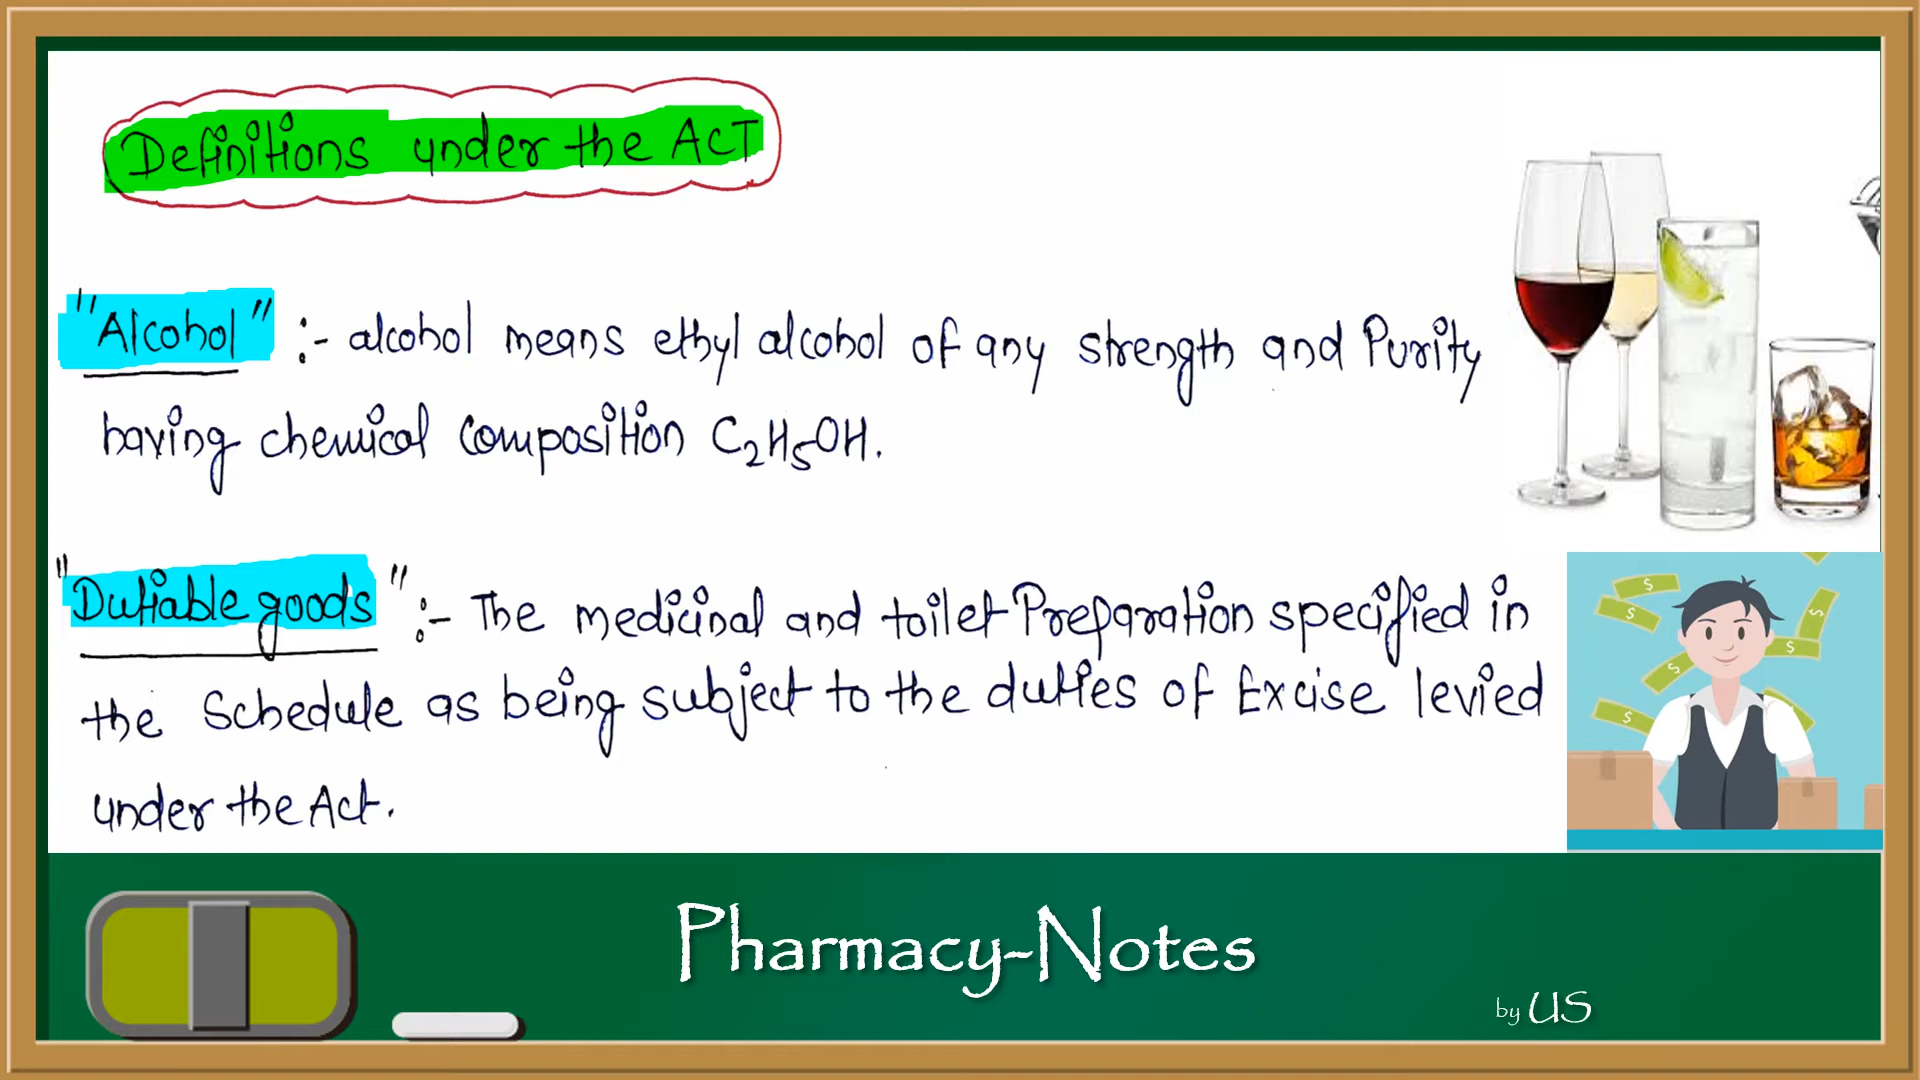 Definitions under the ACT
"Alcohol" :- alcohol means ethyl alcohol of any strength and Purity
having chemical composition C₂H₅OH.
"Dutiable goods" :- The medicinal and toilet Preparation specified in
the Schedule as being subject to the duties of Excise levied
under the Act.
$
$
$
$
$
$
Pharmacy-Notes
by US